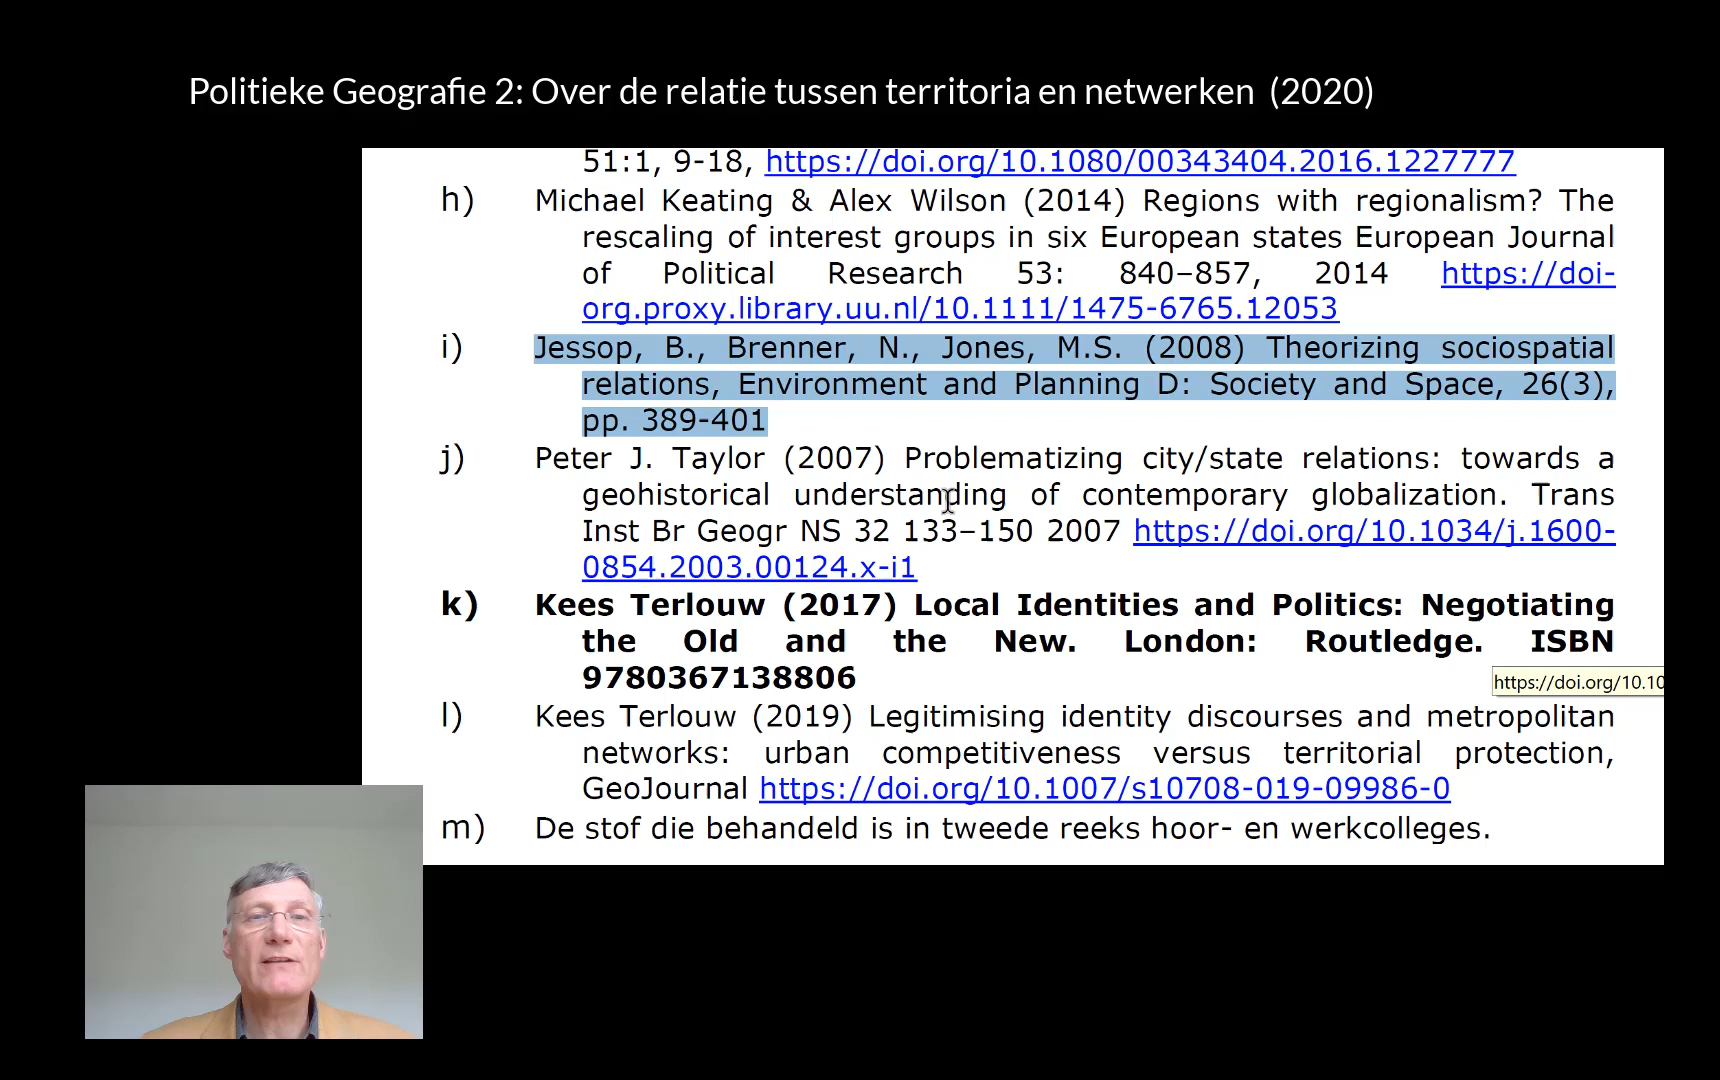 Politieke Geografie 2: Over de relatie tussen territoria en netwerken (2020)
51:1, 9-18, https://doi.org/10.1080/00343404.2016.1227777
h) Michael Keating & Alex Wilson (2014) Regions with regionalism? The
rescaling of interest groups in six European states European Journal
of Political Research 53: 840–857, 2014 https://doi-
org.proxy.library.uu.nl/10.1111/1475-6765.12053
i) Jessop, B., Brenner, N., Jones, M.S. (2008) Theorizing sociospatial
relations, Environment and Planning D: Society and Space, 26(3),
pp. 389-401
j) Peter J. Taylor (2007) Problematizing city/state relations: towards a
geohistorical understanding of contemporary globalization. Trans
Inst Br Geogr NS 32 133–150 2007 https://doi.org/10.1034/j.1600-
0854.2003.00124.x-i1
k) Kees Terlouw (2017) Local Identities and Politics: Negotiating
the Old and the New. London: Routledge. ISBN
9780367138806
https://doi.org/10.10
l) Kees Terlouw (2019) Legitimising identity discourses and metropolitan
networks: urban competitiveness versus territorial protection,
GeoJournal https://doi.org/10.1007/s10708-019-09986-0
m) De stof die behandeld is in tweede reeks hoor- en werkcolleges.